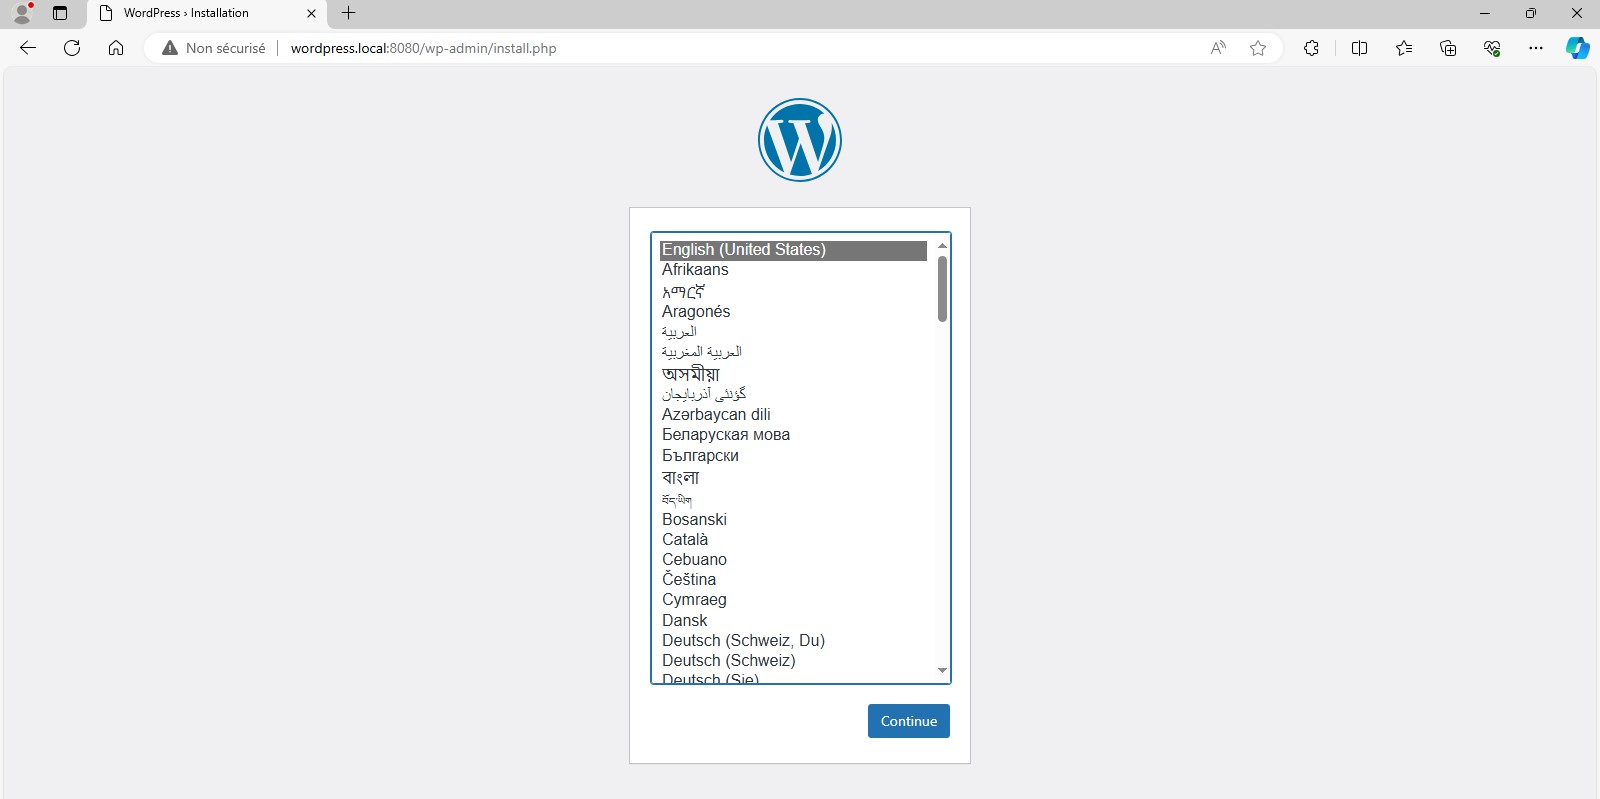 WordPress › Installation
Non sécurisé
wordpress.local:8080/wp-admin/install.php
English (United States)
Afrikaans
አማርኛ
Aragonés
العربية
العربية المغربية
অসমীয়া
گؤنئی آذربایجان
Azərbaycan dili
Беларуская мова
Български
বাংলা
བོད་ཡིག
Bosanski
Català
Cebuano
Čeština
Cymraeg
Dansk
Deutsch (Schweiz, Du)
Deutsch (Schweiz)
Deutsch (Sie)
Continue